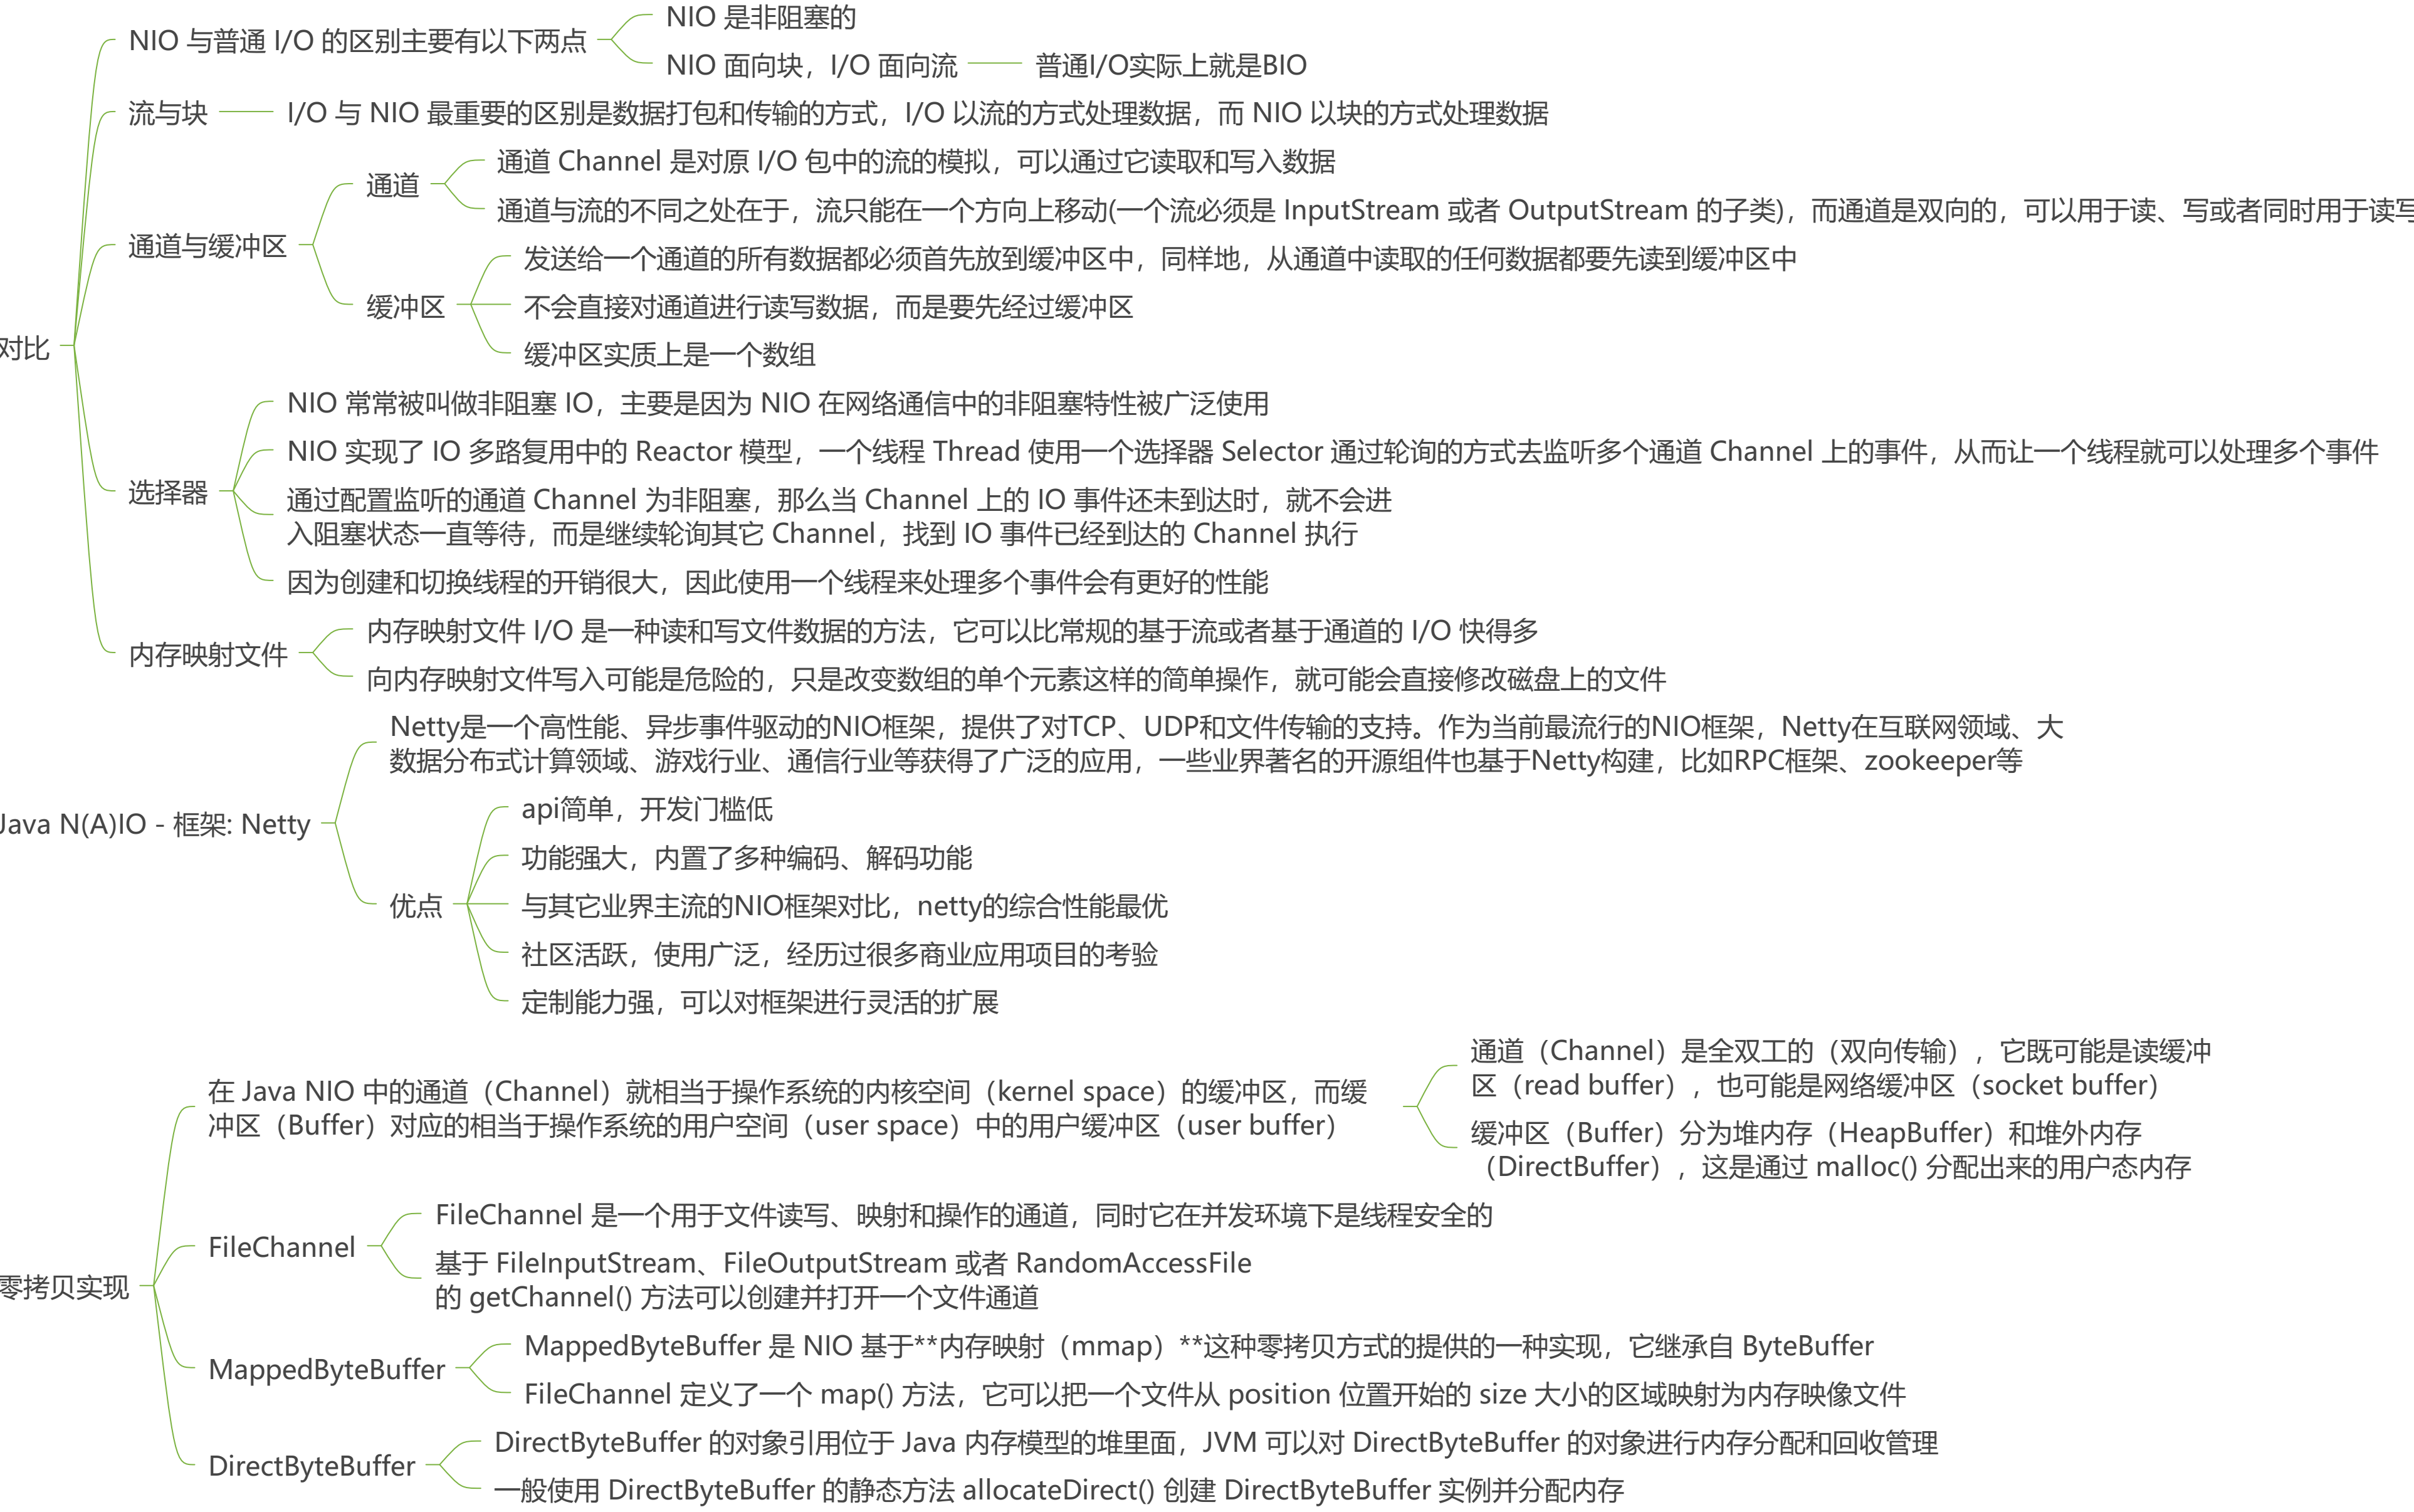 NIO 与普通 I/O 的区别主要有以下两点
NIO 是非阻塞的
NIO 面向块，I/O 面向流
普通I/O实际上就是BIO
流与块
I/O 与 NIO 最重要的区别是数据打包和传输的方式，I/O 以流的方式处理数据，而 NIO 以块的方式处理数据
通道与缓冲区
通道
通道 Channel 是对原 I/O 包中的流的模拟，可以通过它读取和写入数据
通道与流的不同之处在于，流只能在一个方向上移动(一个流必须是 InputStream 或者 OutputStream 的子类)，而通道是双向的，可以用于读、写或者同时用于读写
缓冲区
发送给一个通道的所有数据都必须首先放到缓冲区中，同样地，从通道中读取的任何数据都要先读到缓冲区中
不会直接对通道进行读写数据，而是要先经过缓冲区
缓冲区实质上是一个数组
对比
选择器
NIO 常常被叫做非阻塞 IO，主要是因为 NIO 在网络通信中的非阻塞特性被广泛使用
NIO 实现了 IO 多路复用中的 Reactor 模型，一个线程 Thread 使用一个选择器 Selector 通过轮询的方式去监听多个通道 Channel 上的事件，从而让一个线程就可以处理多个事件
通过配置监听的通道 Channel 为非阻塞，那么当 Channel 上的 IO 事件还未到达时，就不会进
入阻塞状态一直等待，而是继续轮询其它 Channel，找到 IO 事件已经到达的 Channel 执行
因为创建和切换线程的开销很大，因此使用一个线程来处理多个事件会有更好的性能
内存映射文件
内存映射文件 I/O 是一种读和写文件数据的方法，它可以比常规的基于流或者基于通道的 I/O 快得多
向内存映射文件写入可能是危险的，只是改变数组的单个元素这样的简单操作，就可能会直接修改磁盘上的文件
Java N(A)IO - 框架: Netty
Netty是一个高性能、异步事件驱动的NIO框架，提供了对TCP、UDP和文件传输的支持。作为当前最流行的NIO框架，Netty在互联网领域、大
数据分布式计算领域、游戏行业、通信行业等获得了广泛的应用，一些业界著名的开源组件也基于Netty构建，比如RPC框架、zookeeper等
优点
api简单，开发门槛低
功能强大，内置了多种编码、解码功能
与其它业界主流的NIO框架对比，netty的综合性能最优
社区活跃，使用广泛，经历过很多商业应用项目的考验
定制能力强，可以对框架进行灵活的扩展
零拷贝实现
在 Java NIO 中的通道（Channel）就相当于操作系统的内核空间（kernel space）的缓冲区，而缓
冲区（Buffer）对应的相当于操作系统的用户空间（user space）中的用户缓冲区（user buffer）
通道（Channel）是全双工的（双向传输），它既可能是读缓冲
区（read buffer），也可能是网络缓冲区（socket buffer）
缓冲区（Buffer）分为堆内存（HeapBuffer）和堆外内存
（DirectBuffer），这是通过 malloc() 分配出来的用户态内存
FileChannel
FileChannel 是一个用于文件读写、映射和操作的通道，同时它在并发环境下是线程安全的
基于 FileInputStream、FileOutputStream 或者 RandomAccessFile
的 getChannel() 方法可以创建并打开一个文件通道
MappedByteBuffer
MappedByteBuffer 是 NIO 基于**内存映射（mmap）**这种零拷贝方式的提供的一种实现，它继承自 ByteBuffer
FileChannel 定义了一个 map() 方法，它可以把一个文件从 position 位置开始的 size 大小的区域映射为内存映像文件
DirectByteBuffer
DirectByteBuffer 的对象引用位于 Java 内存模型的堆里面，JVM 可以对 DirectByteBuffer 的对象进行内存分配和回收管理
一般使用 DirectByteBuffer 的静态方法 allocateDirect() 创建 DirectByteBuffer 实例并分配内存